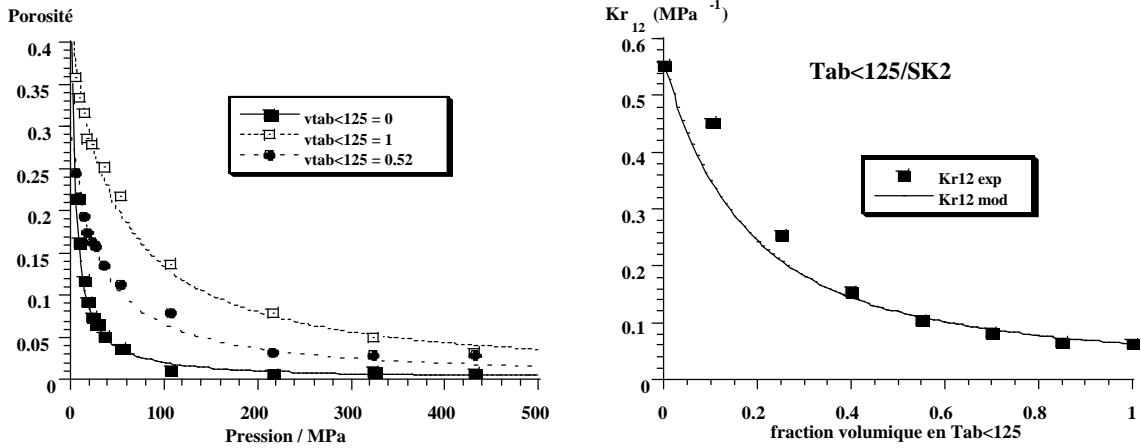 Porosité
0.4
0.35
0.3
0.25
0.2
0.15
0.1
0.05
0
vtab<125 = 0
vtab<125 = 1
vtab<125 = 0.52
0 100 200 300 400 500
Pression / MPa
Kr 12 (MPa -1)
0.6
0.5
0.4
0.3
0.2
0.1
0
Tab<125/SK2
Kr12 exp
Kr12 mod
0 0.2 0.4 0.6 0.8 1
fraction volumique en Tab<125